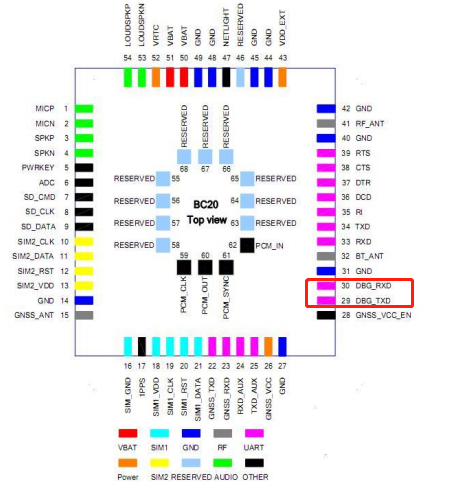 LOUDSPKP
LOUDSPKN
VRTC
VBAT
VBAT
GND
GND
NETLIGHT
RESERVED
GND
GND
VDD_EXT
54 53 52 51 50 49 48 47 46 45 44 43
MICP 1
MICN 2
SPKP 3
SPKN 4
PWRKEY 5
ADC 6
SD_CMD 7
SD_CLK 8
SD_DATA 9
SIM2_CLK 10
SIM2_DATA 11
SIM2_RST 12
SIM2_VDD 13
GND 14
GNSS_ANT 15
RESERVED
RESERVED
RESERVED
68 67 66
RESERVED 55
RESERVED 56
RESERVED 57
RESERVED 58
65 RESERVED
64 RESERVED
63 RESERVED
62 PCM_IN
BC20
Top view
59 60 61
PCM_CLK
PCM_OUT
PCM_SYNC
42 GND
41 RF_ANT
40 GND
39 RTS
38 CTS
37 DTR
36 DCD
35 RI
34 TXD
33 RXD
32 BT_ANT
31 GND
30 DBG_RXD
29 DBG_TXD
28 GNSS_VCC_EN
16 17 18 19 20 21 22 23 24 25 26 27
SIM_GND
1PPS
SIM1_VDD
SIM1_CLK
SIM1_RST
SIM1_DATA
GNSS_TXD
GNSS_RXD
RXD_AUX
TXD_AUX
GNSS_VCC
GND
VBAT SIM1 GND RF UART
Power SIM2 RESERVED AUDIO OTHER